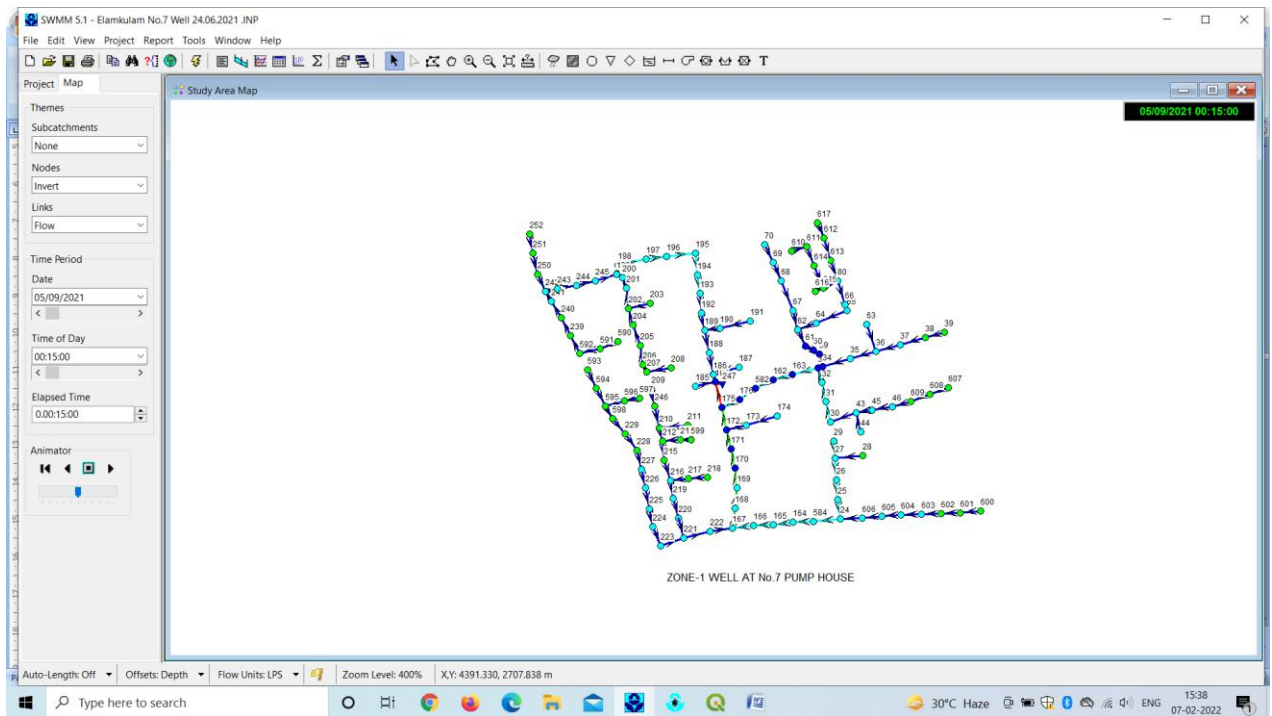 SWMM 5.1 - Elamkulam No.7 Well 24.06.2021 .INP
File Edit View Project Report Tools Window Help
Project Map
Themes
Subcatchments
None
Nodes
Invert
Links
Flow
Time Period
Date
05/09/2021
Time of Day
00:15:00
Elapsed Time
0.00:15:00
Animator
Study Area Map
05/09/2021 00:15:00
617
252 70 612
610 611
251 198 197 196 195 69 614 613
250 243 244 245 200 194 68 80
201 193
240 202 203 192 67 66
239 590 204 189 190 191 62 64 63
592 591 205 188 37 38 39
593 206 208 186 187 162 163 35 36
207 185 247 582 32
594 209 175 176 31 607
595 596 597 246 174 43 45 46 609 608
598 210 211 172 173 30 44
229 212 599 171 29
228 215 170 27 28
227 216 217 218 169 26
226 219 168 25
225 220 600
224 221 222 167 166 165 164 584 24 606 605 604 603 602 601
223
ZONE-1 WELL AT No.7 PUMP HOUSE
Auto-Length: Off Offsets: Depth Flow Units: LPS Zoom Level: 400% X,Y: 4391.330, 2707.838 m
Type here to search
30°C Haze
ENG
15:38
07-02-2022